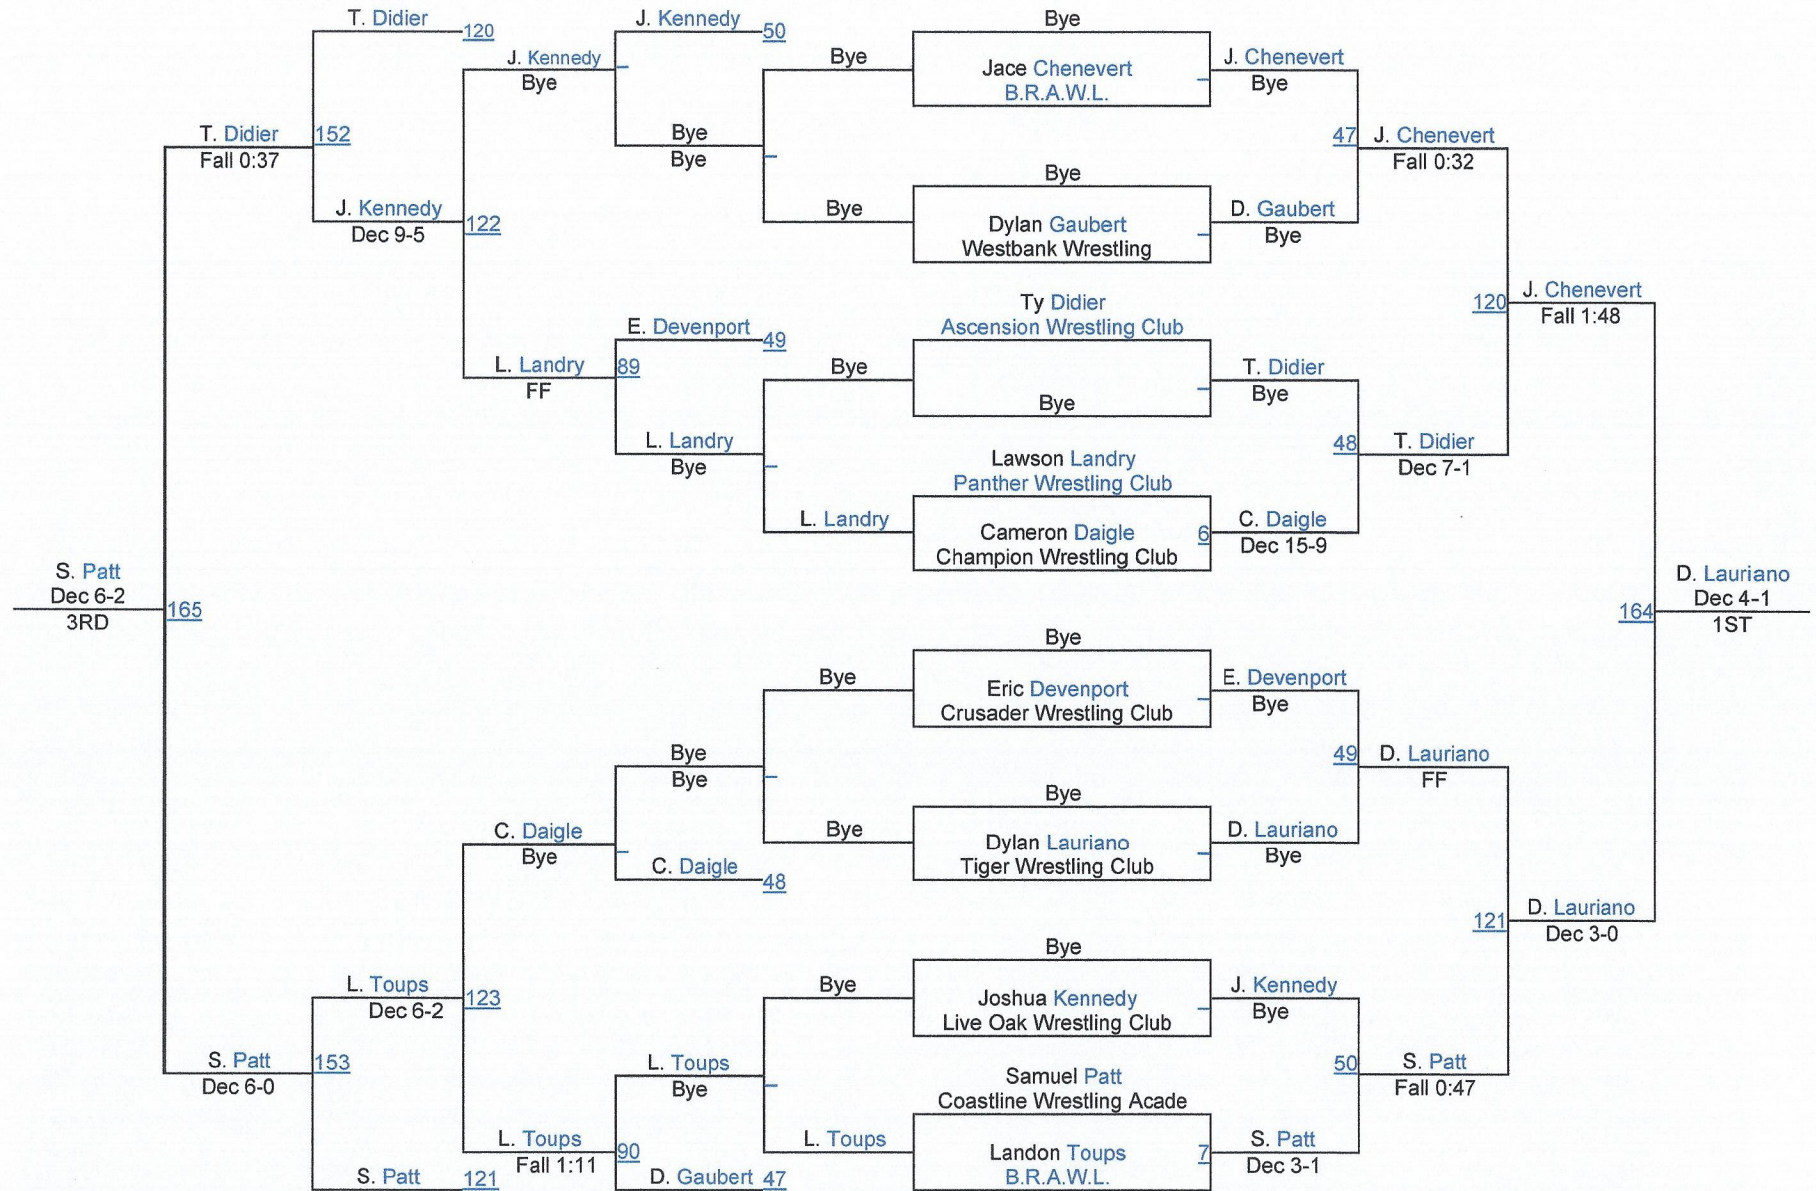 T. Didier
120
J. Kennedy
50
Bye
J. Kennedy
Bye
Bye
Jace Chenevert
B.R.A.W.L.
J. Chenevert
Bye
T. Didier
Fall 0:37
152
Bye
Bye
47
J. Chenevert
Fall 0:32
Bye
J. Kennedy
Dec 9-5
122
Bye
Dylan Gaubert
Westbank Wrestling
D. Gaubert
Bye
Ty Didier
Ascension Wrestling Club
120
J. Chenevert
Fall 1:48
E. Devenport
49
L. Landry
FF
89
Bye
Bye
T. Didier
Bye
L. Landry
Bye
Lawson Landry
Panther Wrestling Club
48
T. Didier
Dec 7-1
L. Landry
Cameron Daigle
Champion Wrestling Club
6
C. Daigle
Dec 15-9
S. Patt
Dec 6-2
3RD
165
164
D. Lauriano
Dec 4-1
1ST
Bye
Bye
Eric Devenport
Crusader Wrestling Club
E. Devenport
Bye
Bye
Bye
49
D. Lauriano
FF
Bye
C. Daigle
Bye
Bye
Dylan Lauriano
Tiger Wrestling Club
D. Lauriano
Bye
C. Daigle
48
121
D. Lauriano
Dec 3-0
Bye
L. Toups
Dec 6-2
123
Bye
Joshua Kennedy
Live Oak Wrestling Club
J. Kennedy
Bye
S. Patt
Dec 6-0
153
L. Toups
Bye
Samuel Patt
Coastline Wrestling Acade
50
S. Patt
Fall 0:47
L. Toups
Fall 1:11
90
L. Toups
Landon Toups
B.R.A.W.L.
7
S. Patt
Dec 3-1
S. Patt
121
D. Gaubert
47